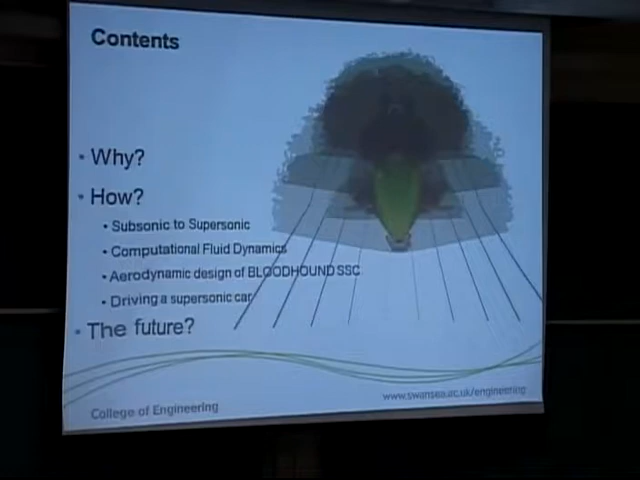 Contents
• Why?
• How?
• Subsonic to Supersonic
• Computational Fluid Dynamics
• Aerodynamic design of BLOODHOUND SSC
• Driving a supersonic car
• The future?
College of Engineering
www.swansea.ac.uk/engineering